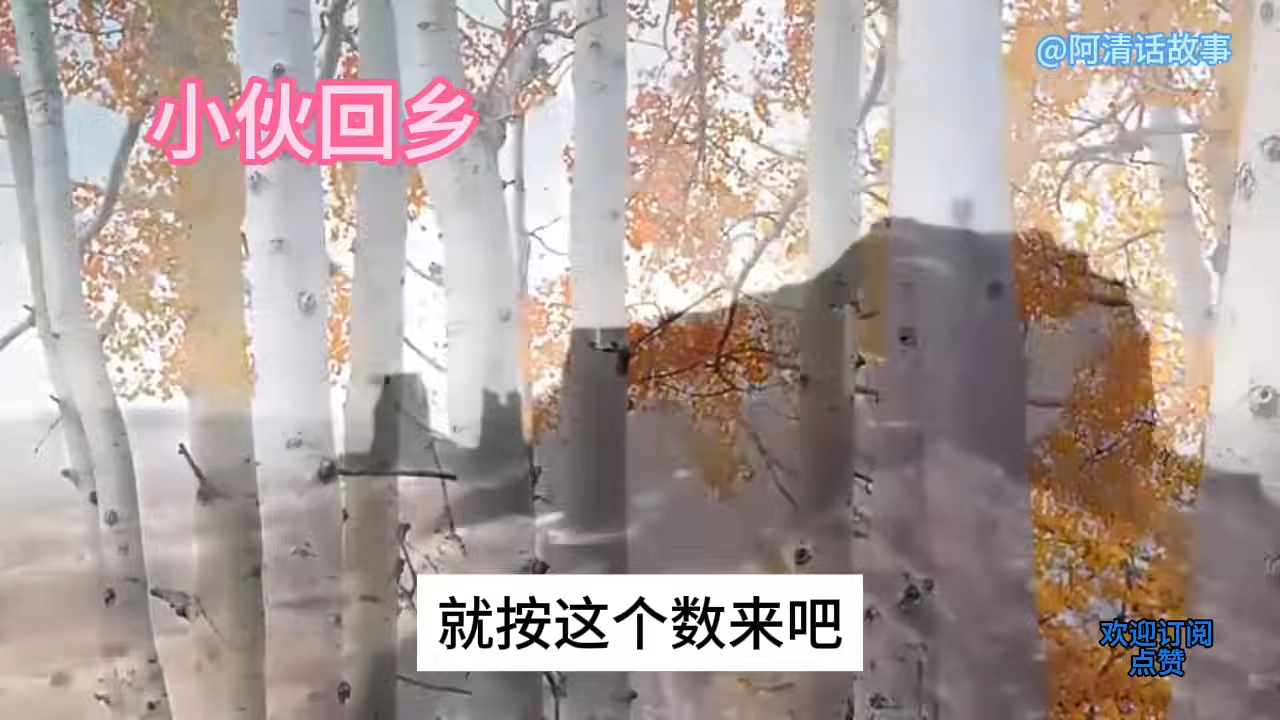 @阿清话故事
小伙回乡
就按这个数来吧
欢迎订阅
点赞